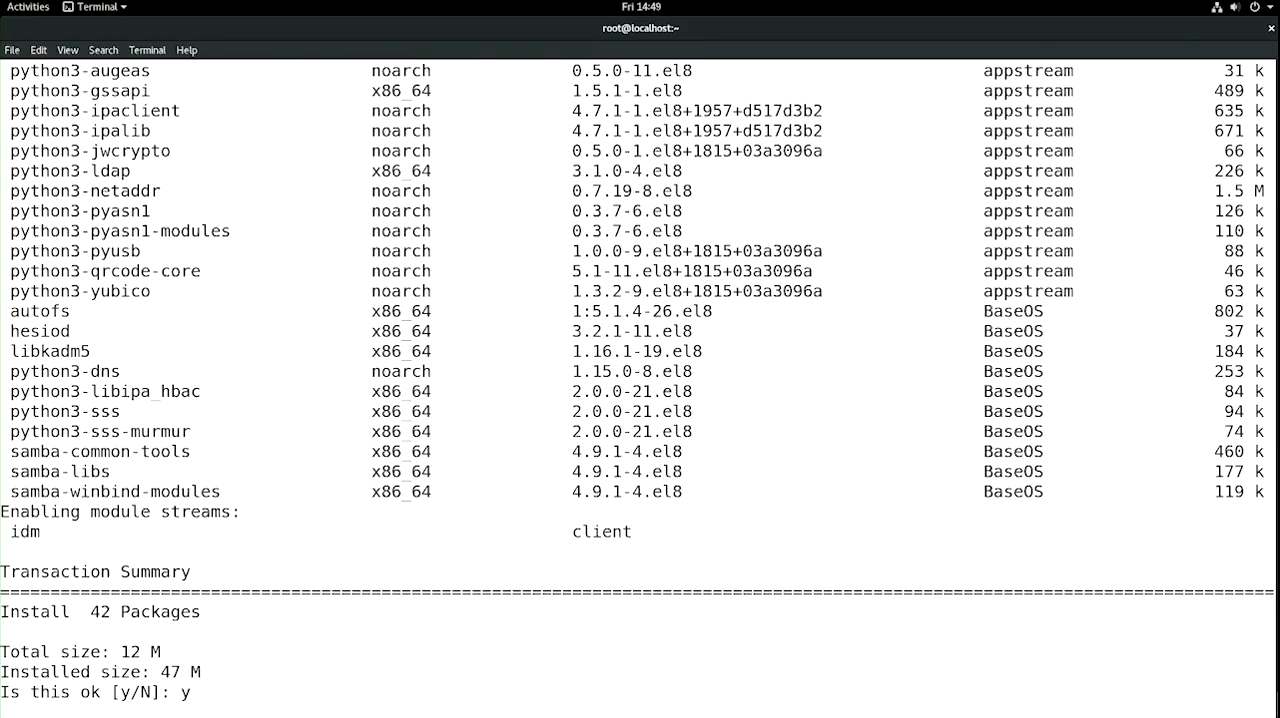 Activities Terminal Fri 14:49
root@localhost:~ ×
File Edit View Search Terminal Help
python3-augeas noarch 0.5.0-11.el8 appstream 31 k
python3-gssapi x86_64 1.5.1-1.el8 appstream 489 k
python3-ipaclient noarch 4.7.1-1.el8+1957+d517d3b2 appstream 635 k
python3-ipalib noarch 4.7.1-1.el8+1957+d517d3b2 appstream 671 k
python3-jwcrypto noarch 0.5.0-1.el8+1815+03a3096a appstream 66 k
python3-ldap x86_64 3.1.0-4.el8 appstream 226 k
python3-netaddr noarch 0.7.19-8.el8 appstream 1.5 M
python3-pyasn1 noarch 0.3.7-6.el8 appstream 126 k
python3-pyasn1-modules noarch 0.3.7-6.el8 appstream 110 k
python3-pyusb noarch 1.0.0-9.el8+1815+03a3096a appstream 88 k
python3-qrcode-core noarch 5.1-11.el8+1815+03a3096a appstream 46 k
python3-yubico noarch 1.3.2-9.el8+1815+03a3096a appstream 63 k
autofs x86_64 1:5.1.4-26.el8 BaseOS 802 k
hesiod x86_64 3.2.1-11.el8 BaseOS 37 k
libkadm5 x86_64 1.16.1-19.el8 BaseOS 184 k
python3-dns noarch 1.15.0-8.el8 BaseOS 253 k
python3-libipa_hbac x86_64 2.0.0-21.el8 BaseOS 84 k
python3-sss x86_64 2.0.0-21.el8 BaseOS 94 k
python3-sss-murmur x86_64 2.0.0-21.el8 BaseOS 74 k
samba-common-tools x86_64 4.9.1-4.el8 BaseOS 460 k
samba-libs x86_64 4.9.1-4.el8 BaseOS 177 k
samba-winbind-modules x86_64 4.9.1-4.el8 BaseOS 119 k
Enabling module streams:
idm client
Transaction Summary
================================================================================================================================
Install 42 Packages
Total size: 12 M
Installed size: 47 M
Is this ok [y/N]: y